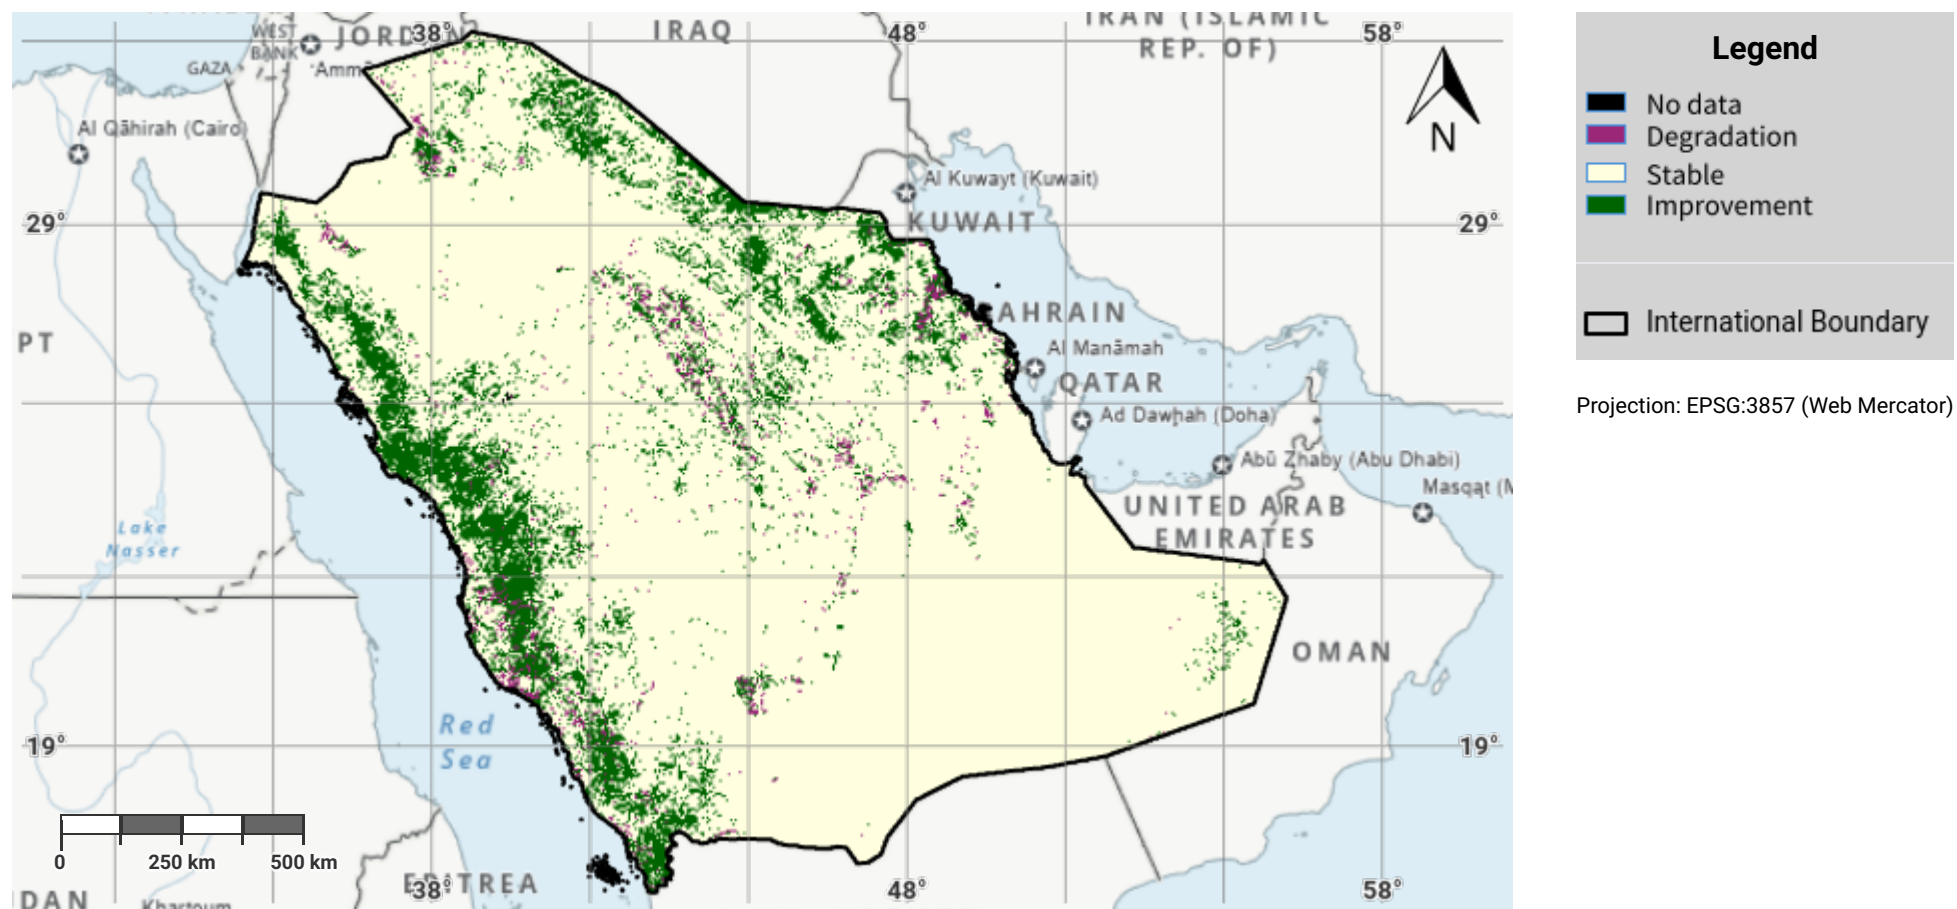 IRAN (ISLAMIC
REP. OF)
WEST
BANK
JORDAN
38°
IRAQ
48°
58°
GAZA
'Ammā
Al Qāhirah (Cairo)
N
Al Kuwayt (Kuwait)
KUWAIT
29°
29°
BAHRAIN
PT
Al Manāmah
QATAR
Ad Dawḩah (Doha)
Abū Z̧aby (Abu Dhabi)
Masqaţ (M
UNITED ARAB
EMIRATES
Lake
Nasser
OMAN
Red
Sea
19°
19°
0
250 km
500 km
ERITREA
38°
48°
58°
DAN
Khartoum
Legend
No data
Degradation
Stable
Improvement
International Boundary
Projection: EPSG:3857 (Web Mercator)